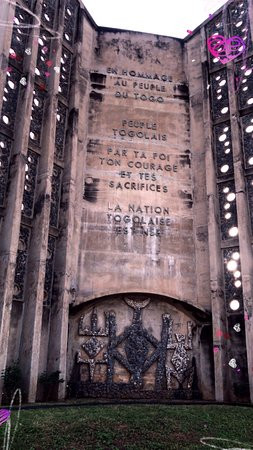 EN HOMMAGE
AU PEUPLE
DU TOGO
PEUPLE
TOGOLAIS
PAR TA FOI
TON COURAGE
ET TES
SACRIFICES
LA NATION
TOGOLAISE
EST NÉE